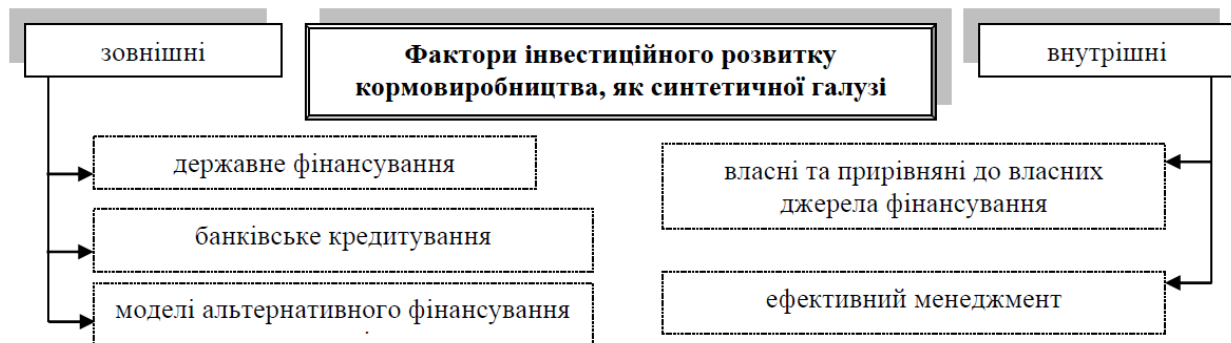 зовнішні
Фактори інвестиційного розвитку
кормовиробництва, як синтетичної галузі
внутрішні
державне фінансування
банківське кредитування
моделі альтернативного фінансування
власні та прирівняні до власних
джерела фінансування
ефективний менеджмент